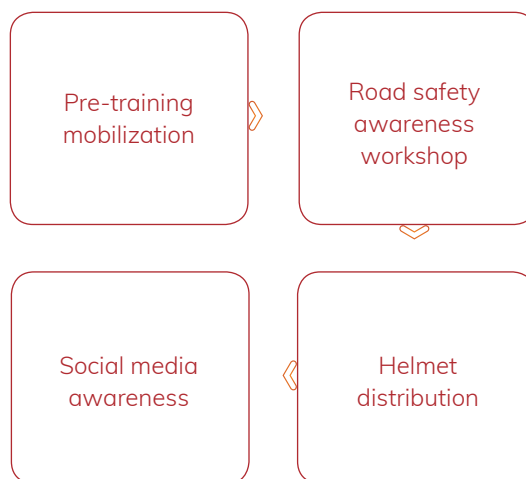 Pre-training
mobilization
Road safety
awareness
workshop
Helmet
distribution
Social media
awareness